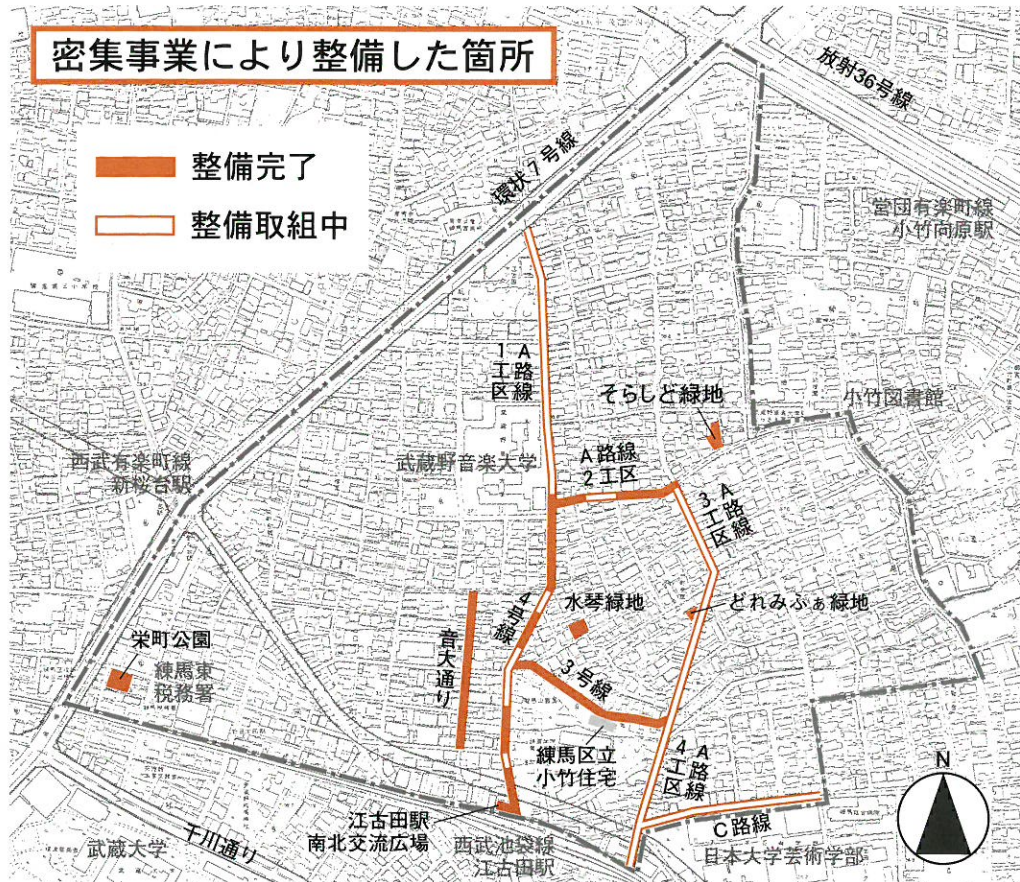 密集事業により整備した箇所
整備完了
整備取組中
放射36号線
環状7号線
営団有楽町線
小竹向原駅
A路線
1工区
そらしど緑地
小竹図書館
西武有楽町線
新桜台駅
武蔵野音楽大学
A路線
2工区
A路線
3工区
4号線
水琴緑地
どれみふぁ緑地
栄町公園
練馬東
税務署
音大通り
3号線
練馬区立
小竹住宅
A路線
4工区
N
江古田駅
南北交流広場
西武池袋線
江古田駅
C路線
武蔵大学
千川通り
日本大学芸術学部